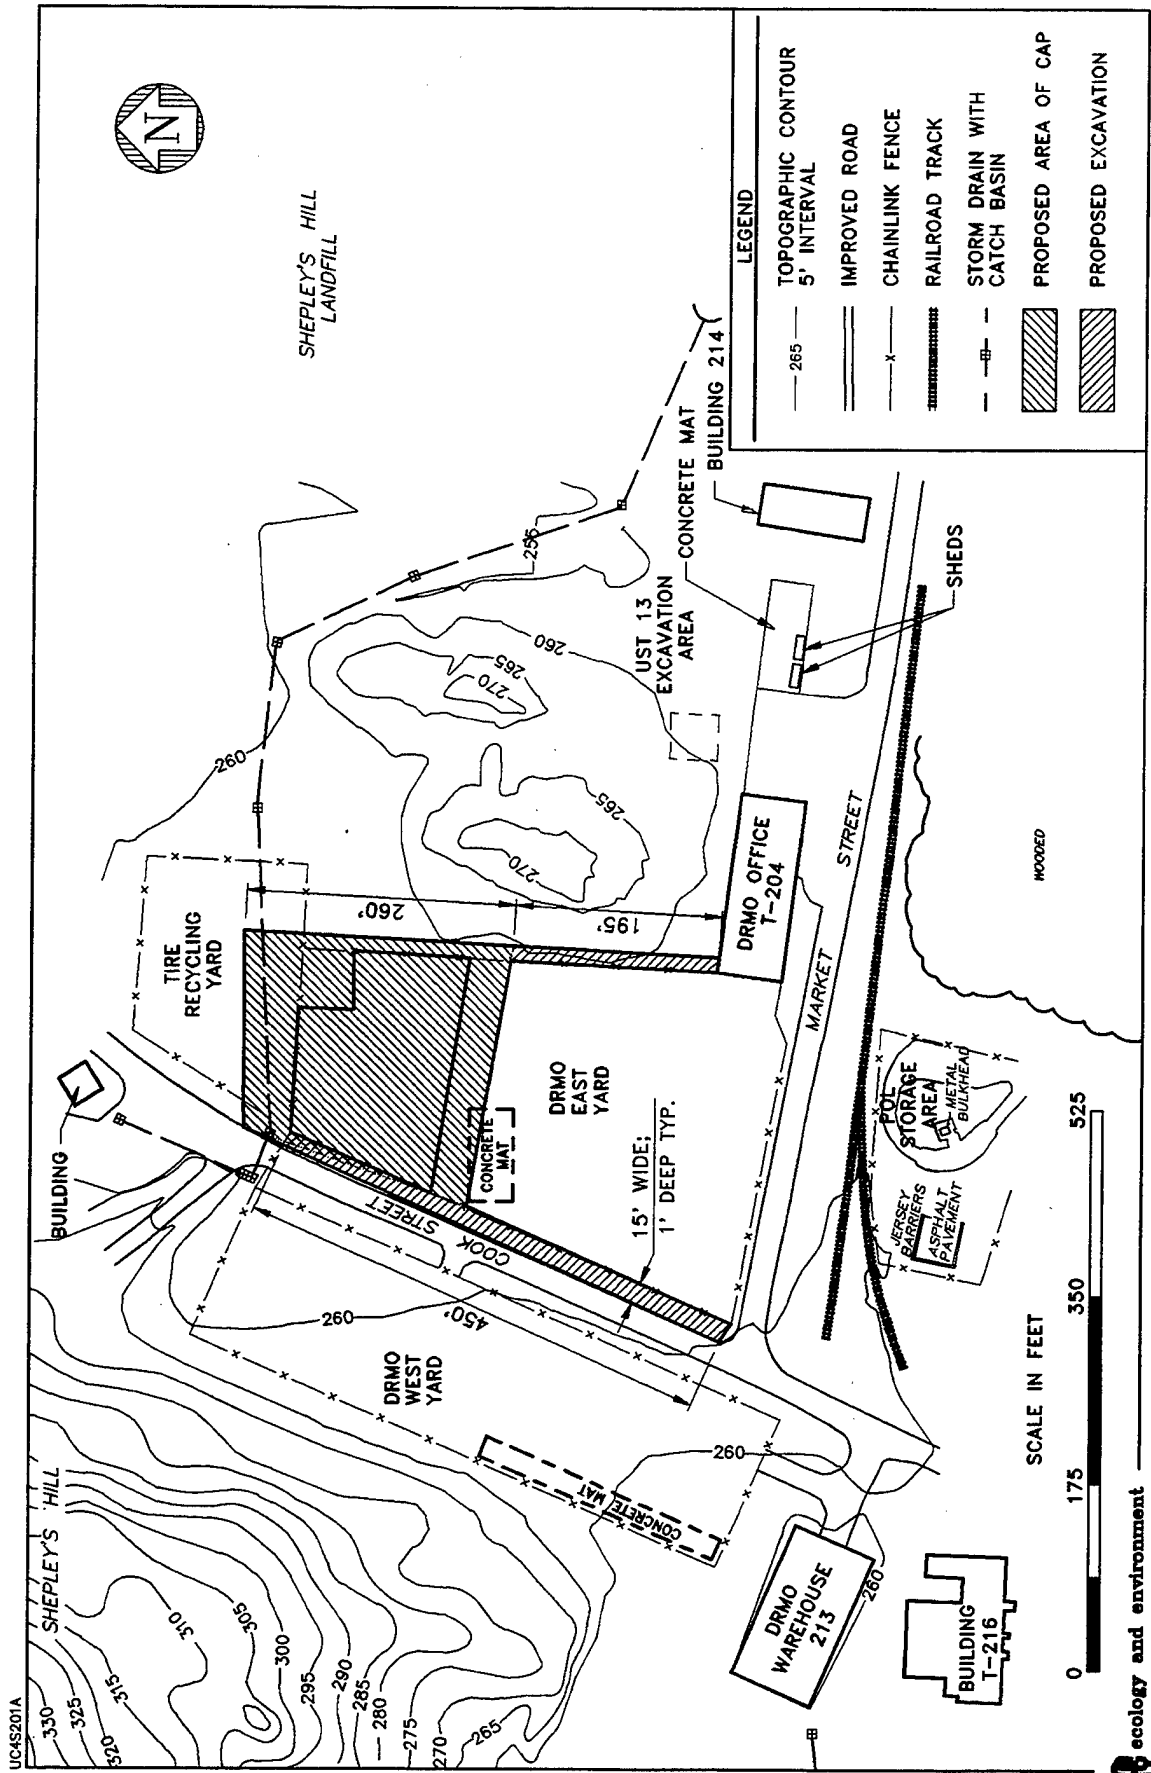 UC4S201A
SHEPLEY'S HILL
330
325
320
315
310
305
300
295
290
285
280
275
270
265
BUILDING
N
SHEPLEY'S HILL
LANDFILL
TIRE
RECYCLING
YARD
260
260'
195'
270
265
270
265
260
255
UST 13
EXCAVATION
AREA
CONCRETE MAT
BUILDING 214
SHEDS
DRMO OFFICE
T-204
MARKET STREET
DRMO
EAST
YARD
CONCRETE
MAT
15' WIDE;
1' DEEP TYP.
COOK STREET
450'
260
DRMO
WEST
YARD
CONCRETE MAT
260
DRMO
WAREHOUSE
213
260
BUILDING
T-216
POL
STORAGE
AREA
METAL
BULKHEAD
JERSEY
BARRIERS
ASPHALT
PAVEMENT
WOODED
LEGEND
265
TOPOGRAPHIC CONTOUR
5' INTERVAL
IMPROVED ROAD
x
CHAINLINK FENCE
RAILROAD TRACK
STORM DRAIN WITH
CATCH BASIN
PROPOSED AREA OF CAP
PROPOSED EXCAVATION
SCALE IN FEET
0 175 350 525
ecology and environment